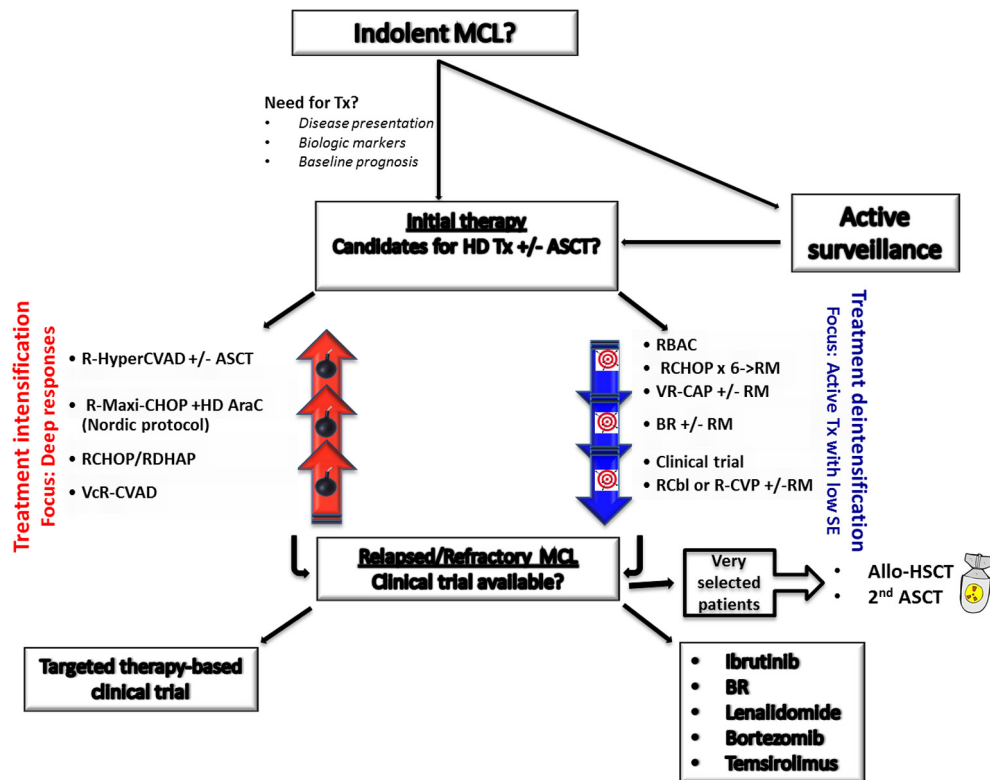 Indolent MCL?
Need for Tx?
• Disease presentation
• Biologic markers
• Baseline prognosis
Initial therapy
Candidates for HD Tx +/- ASCT?
Active
surveillance
Treatment intensification
Focus: Deep responses
• R-HyperCVAD +/- ASCT
• R-Maxi-CHOP +HD AraC
(Nordic protocol)
• RCHOP/RDHAP
• VcR-CVAD
• RBAC
• RCHOP x 6->RM
• VR-CAP +/- RM
• BR +/- RM
• Clinical trial
• RCbl or R-CVP +/-RM
Treatment deintensification
Focus: Active Tx with low SE
Relapsed/Refractory MCL
Clinical trial available?
Very
selected
patients
• Allo-HSCT
• 2nd ASCT
Targeted therapy-based
clinical trial
• Ibrutinib
• BR
• Lenalidomide
• Bortezomib
• Temsirolimus